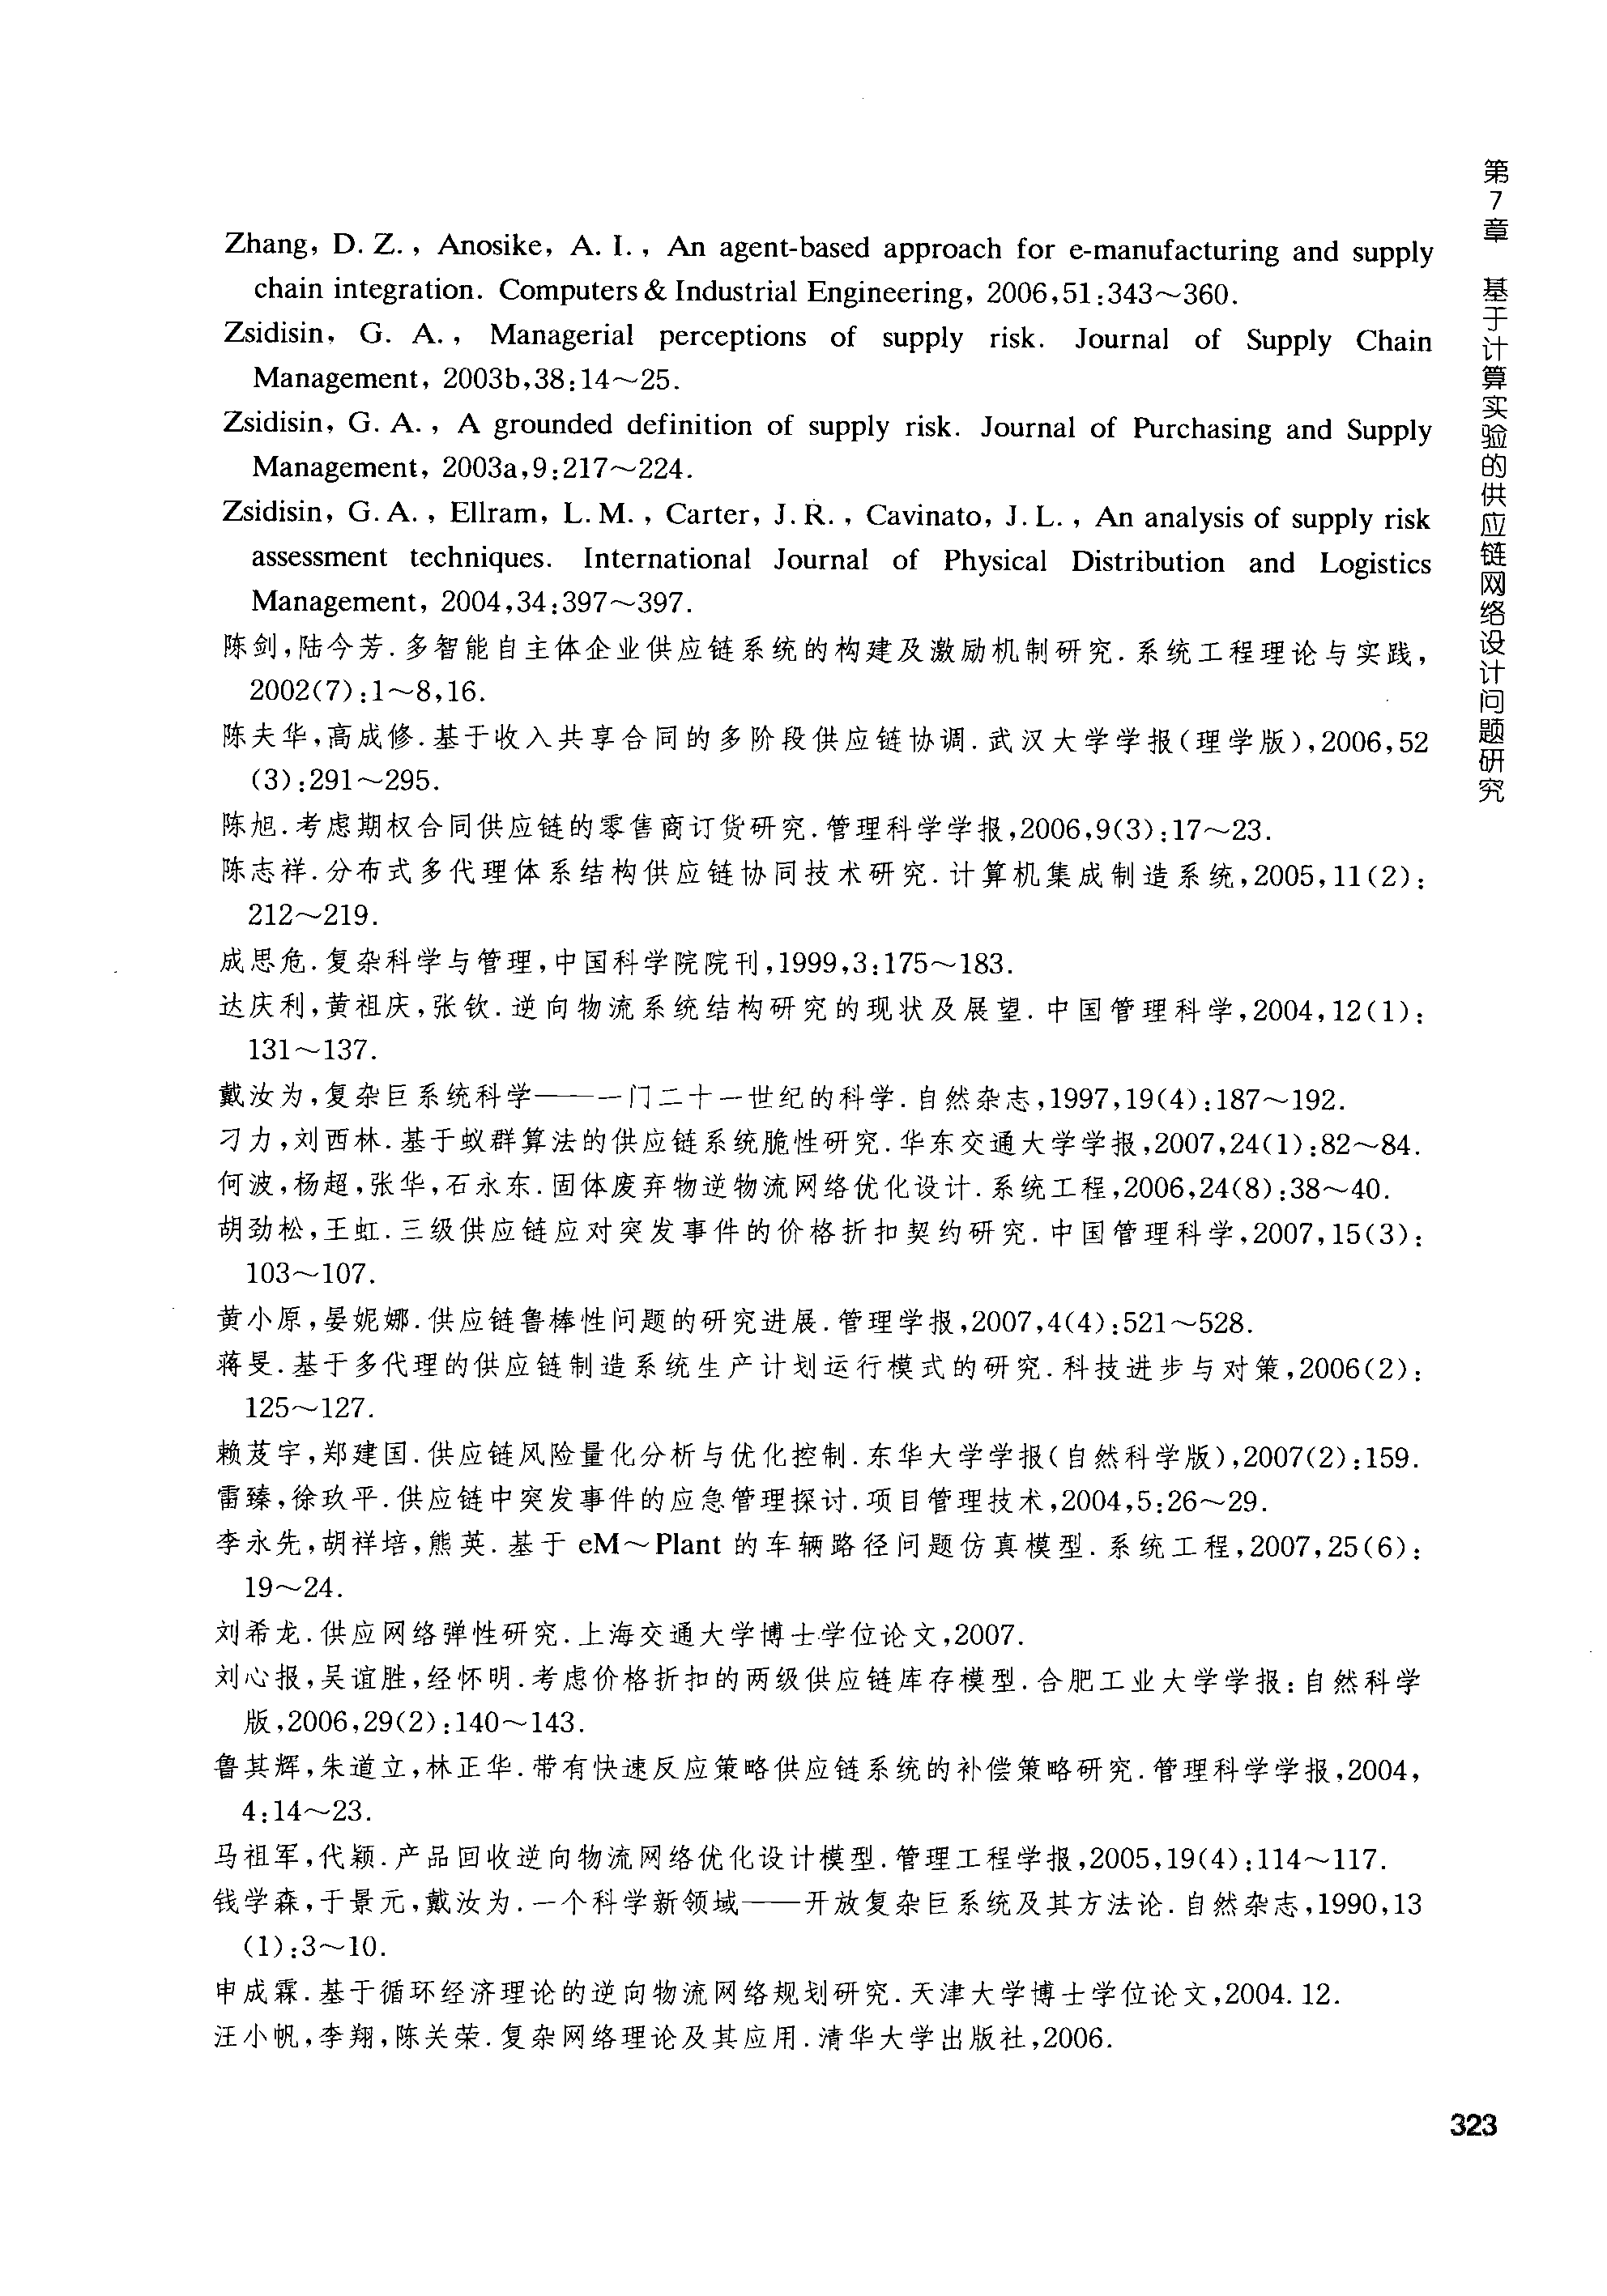 第7章 基于计算实验的供应链网络设计问题研究
Zhang, D. Z., Anosike, A. I., An agent-based approach for e-manufacturing and supply
chain integration. Computers & Industrial Engineering, 2006,51:343～360.
Zsidisin, G. A., Managerial perceptions of supply risk. Journal of Supply Chain
Management, 2003b,38:14～25.
Zsidisin, G. A., A grounded definition of supply risk. Journal of Purchasing and Supply
Management, 2003a,9:217～224.
Zsidisin, G. A., Ellram, L. M., Carter, J. R., Cavinato, J. L., An analysis of supply risk
assessment techniques. International Journal of Physical Distribution and Logistics
Management, 2004,34:397～397.
陈剑,陆今芳.多智能自主体企业供应链系统的构建及激励机制研究.系统工程理论与实践,
2002(7):1～8,16.
陈夫华,高成修.基于收入共享合同的多阶段供应链协调.武汉大学学报(理学版),2006,52
(3):291～295.
陈旭.考虑期权合同供应链的零售商订货研究.管理科学学报,2006,9(3):17～23.
陈志祥.分布式多代理体系结构供应链协同技术研究.计算机集成制造系统,2005,11(2):
212～219.
成思危.复杂科学与管理,中国科学院院刊,1999,3:175～183.
达庆利,黄祖庆,张钦.逆向物流系统结构研究的现状及展望.中国管理科学,2004,12(1):
131～137.
戴汝为,复杂巨系统科学——一门二十一世纪的科学.自然杂志,1997,19(4):187～192.
刁力,刘西林.基于蚁群算法的供应链系统脆性研究.华东交通大学学报,2007,24(1):82～84.
何波,杨超,张华,石永东.固体废弃物逆物流网络优化设计.系统工程,2006,24(8):38～40.
胡劲松,王虹.三级供应链应对突发事件的价格折扣契约研究.中国管理科学,2007,15(3):
103～107.
黄小原,晏妮娜.供应链鲁棒性问题的研究进展.管理学报,2007,4(4):521～528.
蒋旻.基于多代理的供应链制造系统生产计划运行模式的研究.科技进步与对策,2006(2):
125～127.
赖芨宇,郑建国.供应链风险量化分析与优化控制.东华大学学报(自然科学版),2007(2):159.
雷臻,徐玖平.供应链中突发事件的应急管理探讨.项目管理技术,2004,5:26～29.
李永先,胡祥培,熊英.基于 eM～Plant 的车辆路径问题仿真模型.系统工程,2007,25(6):
19～24.
刘希龙.供应网络弹性研究.上海交通大学博士学位论文,2007.
刘心报,吴谊胜,经怀明.考虑价格折扣的两级供应链库存模型.合肥工业大学学报:自然科学
版,2006,29(2):140～143.
鲁其辉,朱道立,林正华.带有快速反应策略供应链系统的补偿策略研究.管理科学学报,2004,
4:14～23.
马祖军,代颖.产品回收逆向物流网络优化设计模型.管理工程学报,2005,19(4):114～117.
钱学森,于景元,戴汝为.一个科学新领域——开放复杂巨系统及其方法论.自然杂志,1990,13
(1):3～10.
申成霖.基于循环经济理论的逆向物流网络规划研究.天津大学博士学位论文,2004.12.
汪小帆,李翔,陈关荣.复杂网络理论及其应用.清华大学出版社,2006.
323